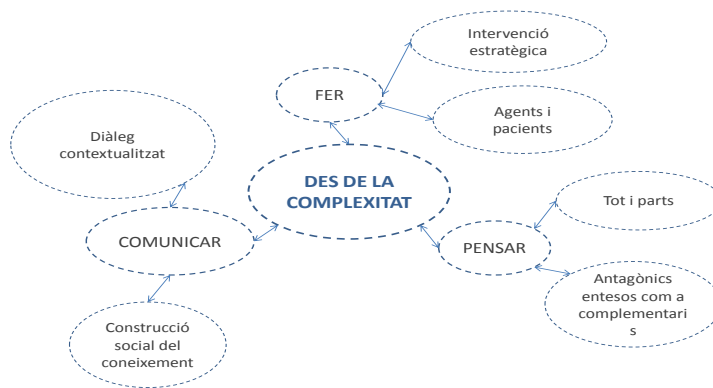 Intervenció
estratègica
FER
Agents i
pacients
Diàleg
contextualitzat
DES DE LA
COMPLEXITAT
Tot i parts
COMUNICAR
PENSAR
Antagònics
entesos com a
complementari
s
Construcció
social del
coneixement